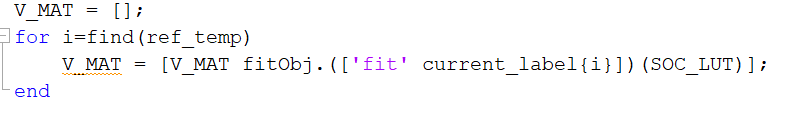 V_MAT = [];
for i=find(ref_temp)
V_MAT = [V_MAT fitObj.(['fit' current_label{i}])(SOC_LUT)];
end